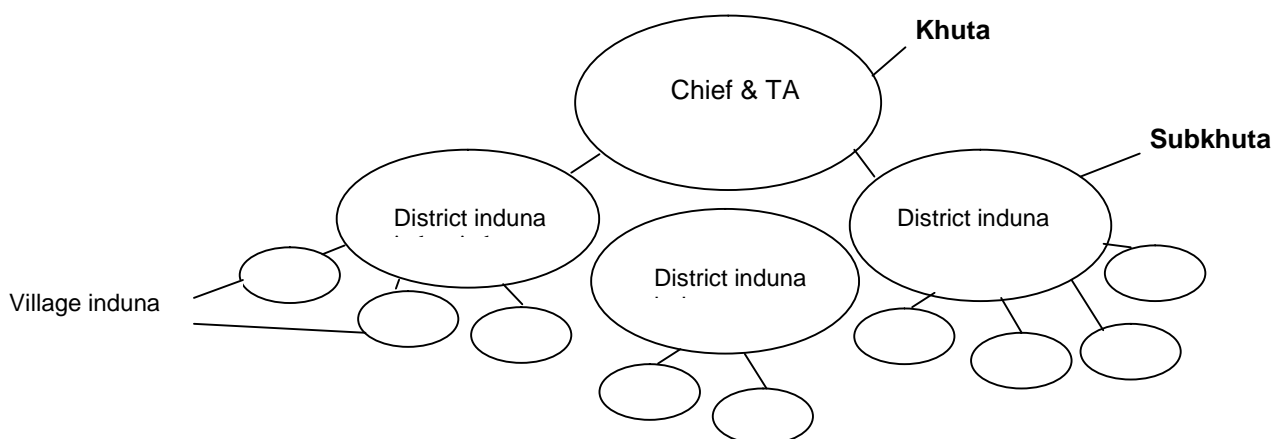 Khuta
Chief & TA
Subkhuta
District induna
District induna
District induna
Village induna